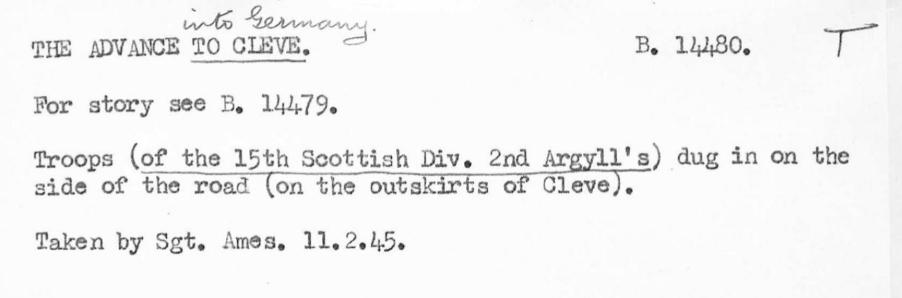 into Germany.
THE ADVANCE TO CLEVE. B. 14480. T
For story see B. 14479.
Troops (of the 15th Scottish Div. 2nd Argyll's) dug in on the
side of the road (on the outskirts of Cleve).
Taken by Sgt. Ames. 11.2.45.